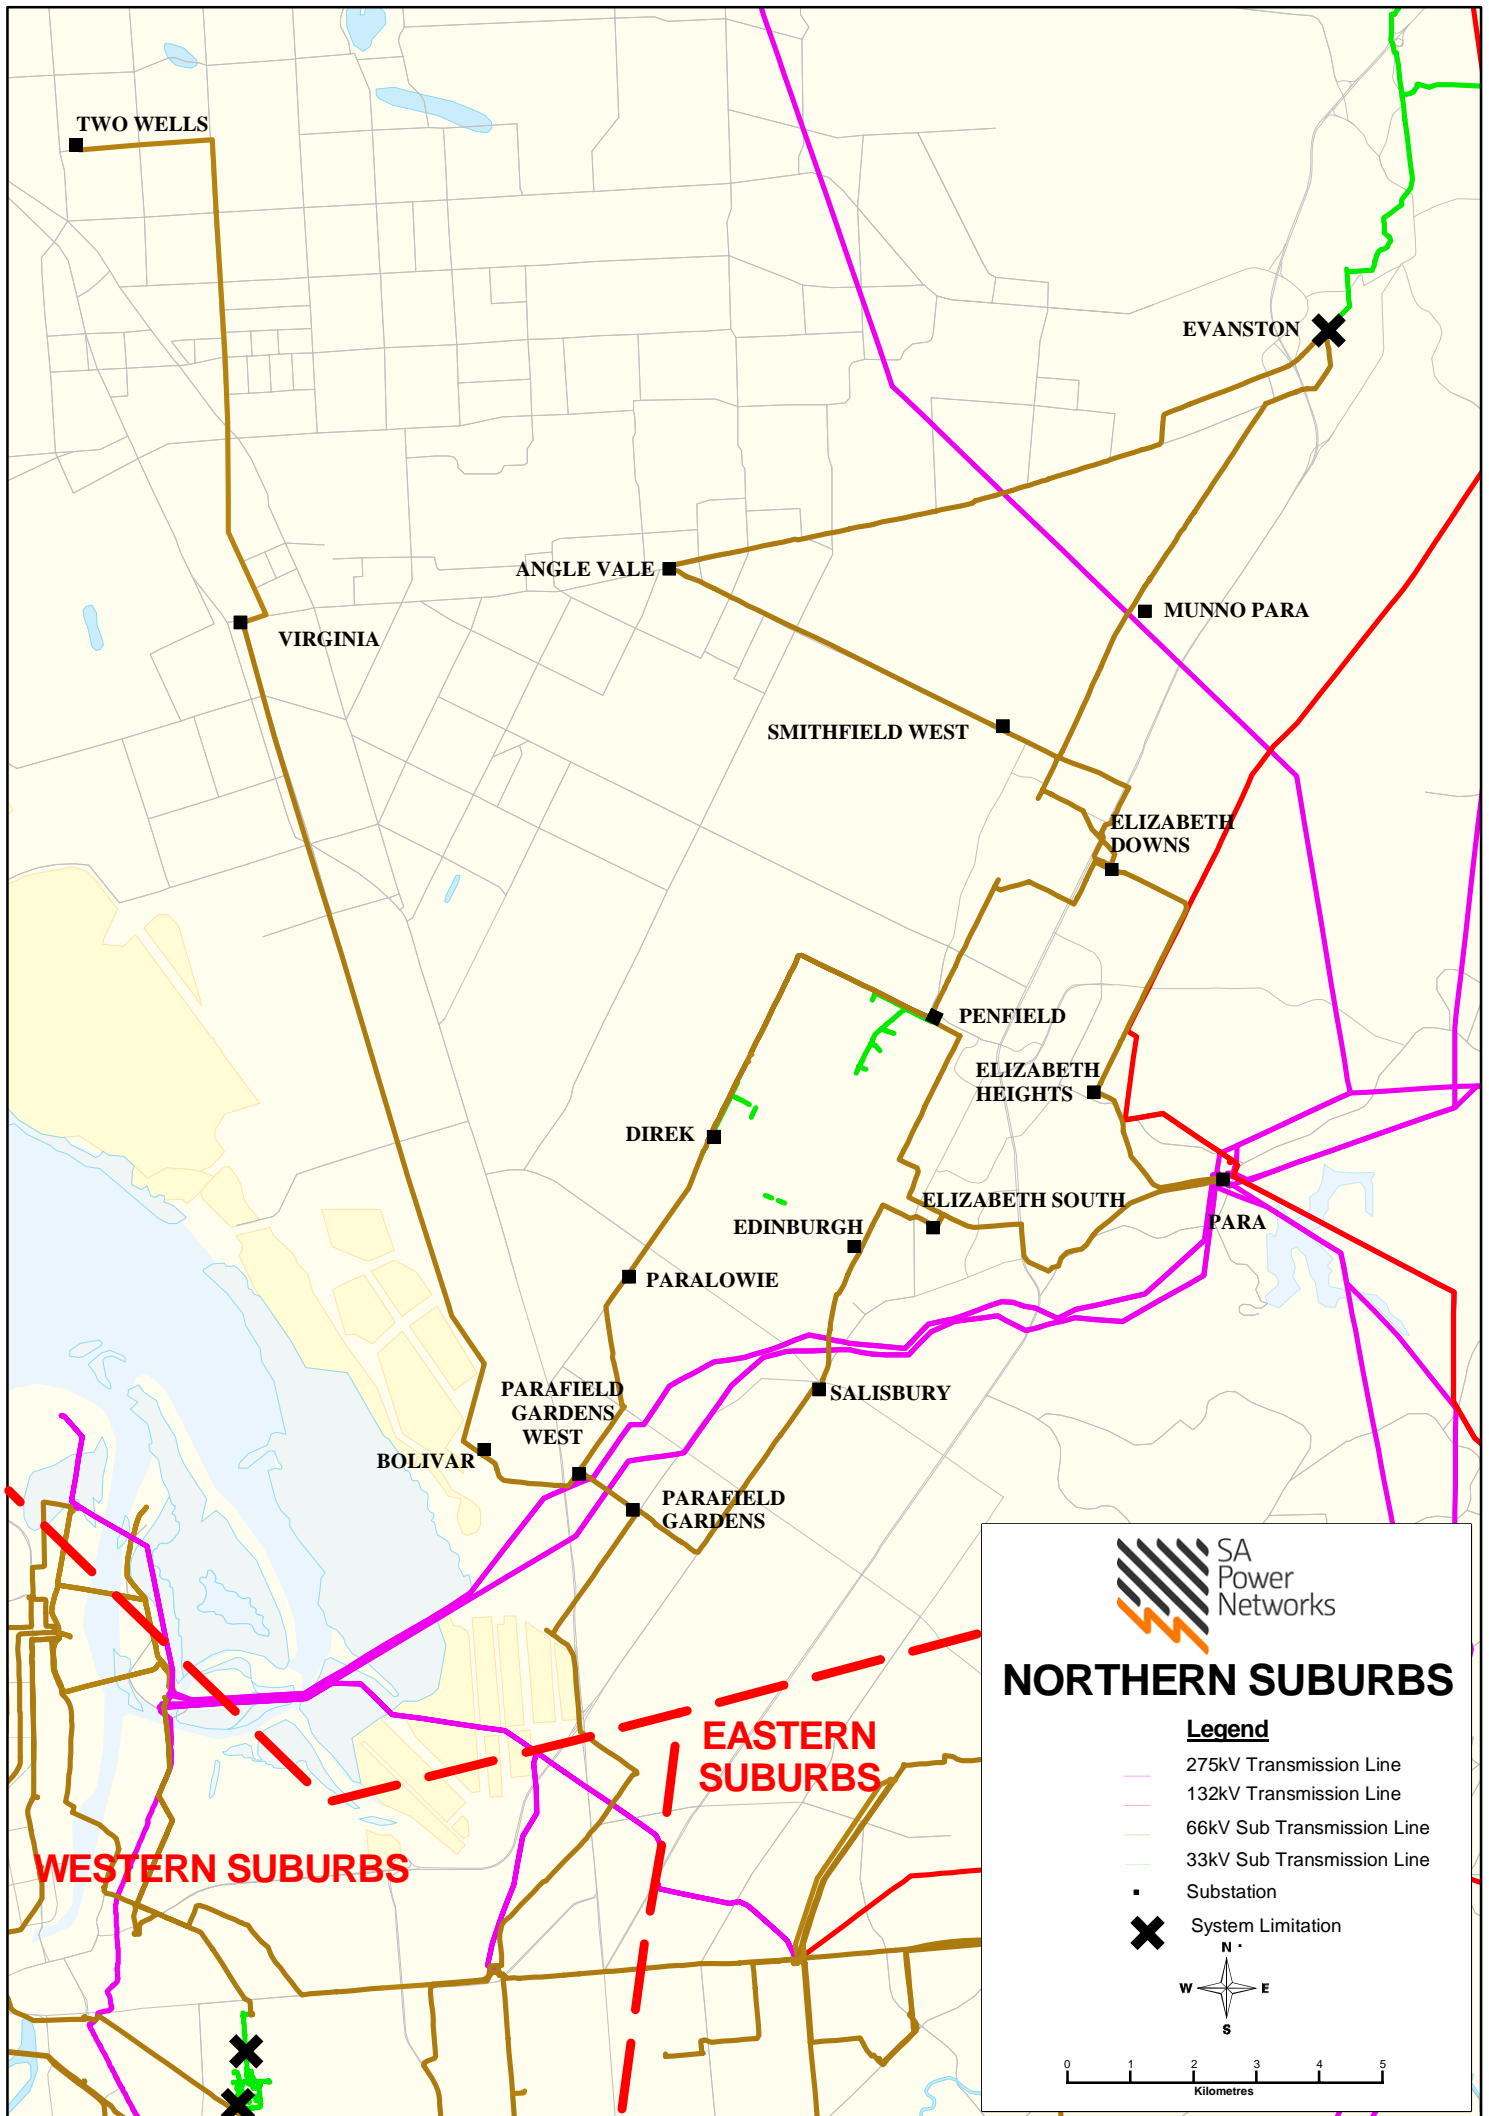 TWO WELLS
EVANSTON
ANGLE VALE
MUNNO PARA
VIRGINIA
SMITHFIELD WEST
ELIZABETH
DOWNS
PENFIELD
ELIZABETH
HEIGHTS
DIREK
ELIZABETH SOUTH
EDINBURGH
PARA
PARALOWIE
PARAFIELD
GARDENS
WEST
SALISBURY
BOLIVAR
PARAFIELD
GARDENS
SA
Power
Networks
NORTHERN SUBURBS
EASTERN
SUBURBS
WESTERN SUBURBS
Legend
275kV Transmission Line
132kV Transmission Line
66kV Sub Transmission Line
33kV Sub Transmission Line
Substation
System Limitation
N
W E
S
0 1 2 3 4 5
Kilometres